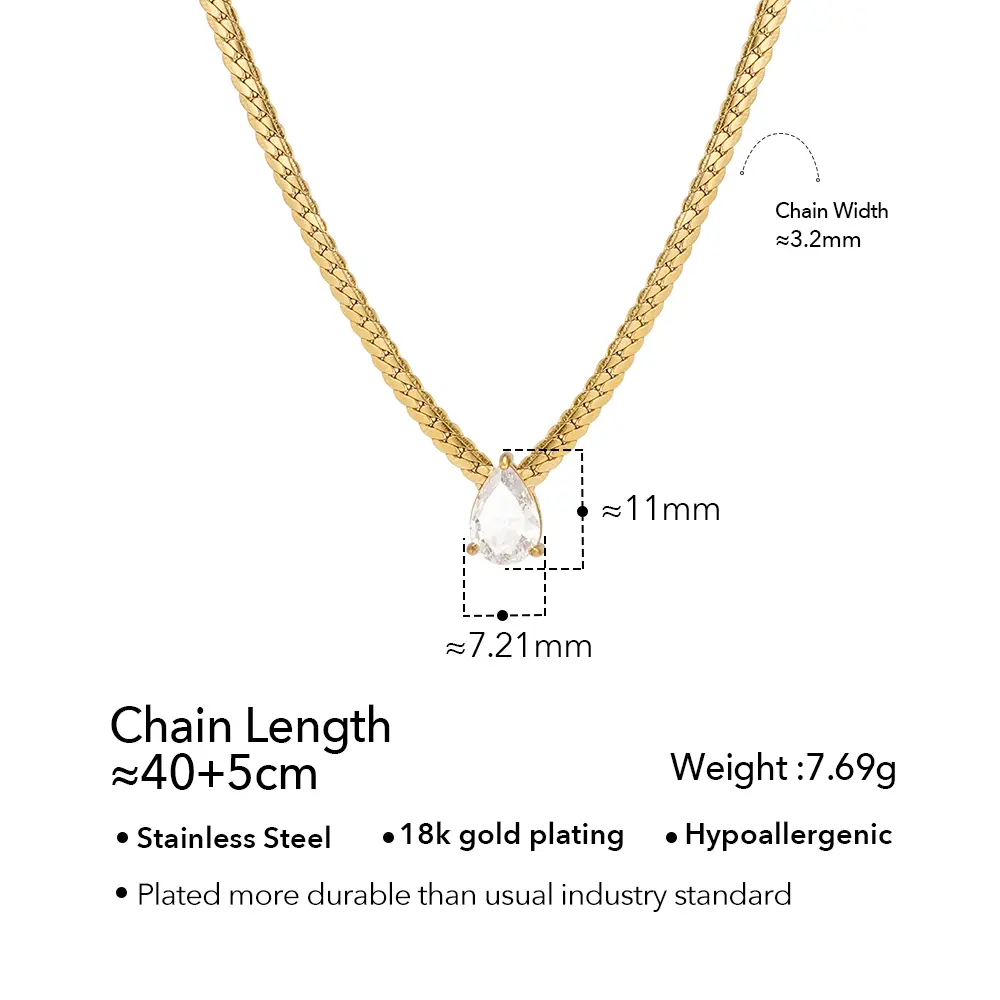 Chain Width
≈3.2mm
≈11mm
≈7.21mm
Chain Length
≈40+5cm
Weight :7.69g
• Stainless Steel
• 18k gold plating
• Hypoallergenic
• Plated more durable than usual industry standard